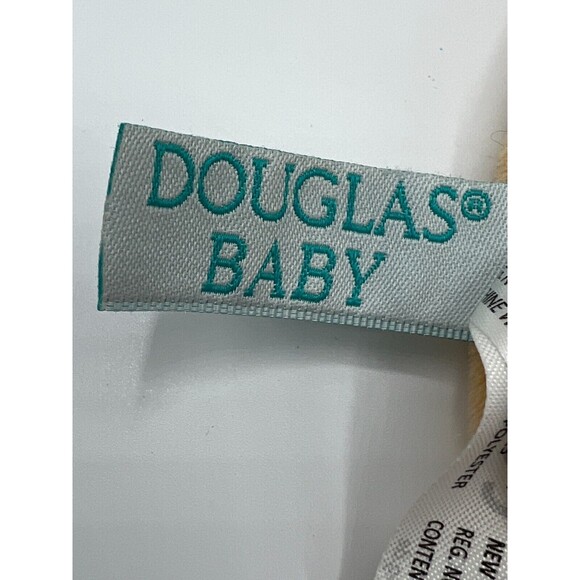 DOUGLAS®
BABY
POLYESTER
NEW
REG. N
CONTEN